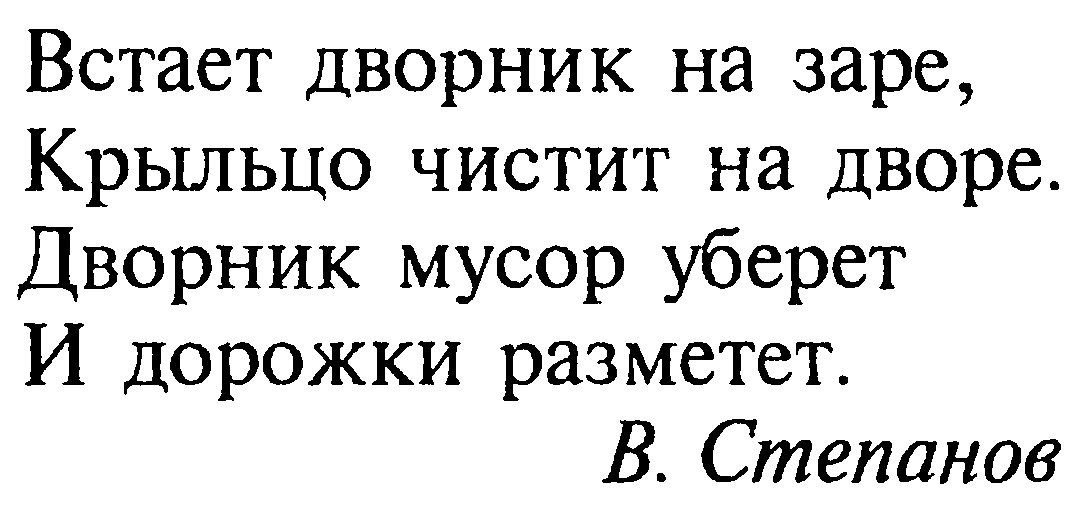 Встает дворник на заре,
Крыльцо чистит на дворе.
Дворник мусор уберет
И дорожки разметет.
В. Степанов